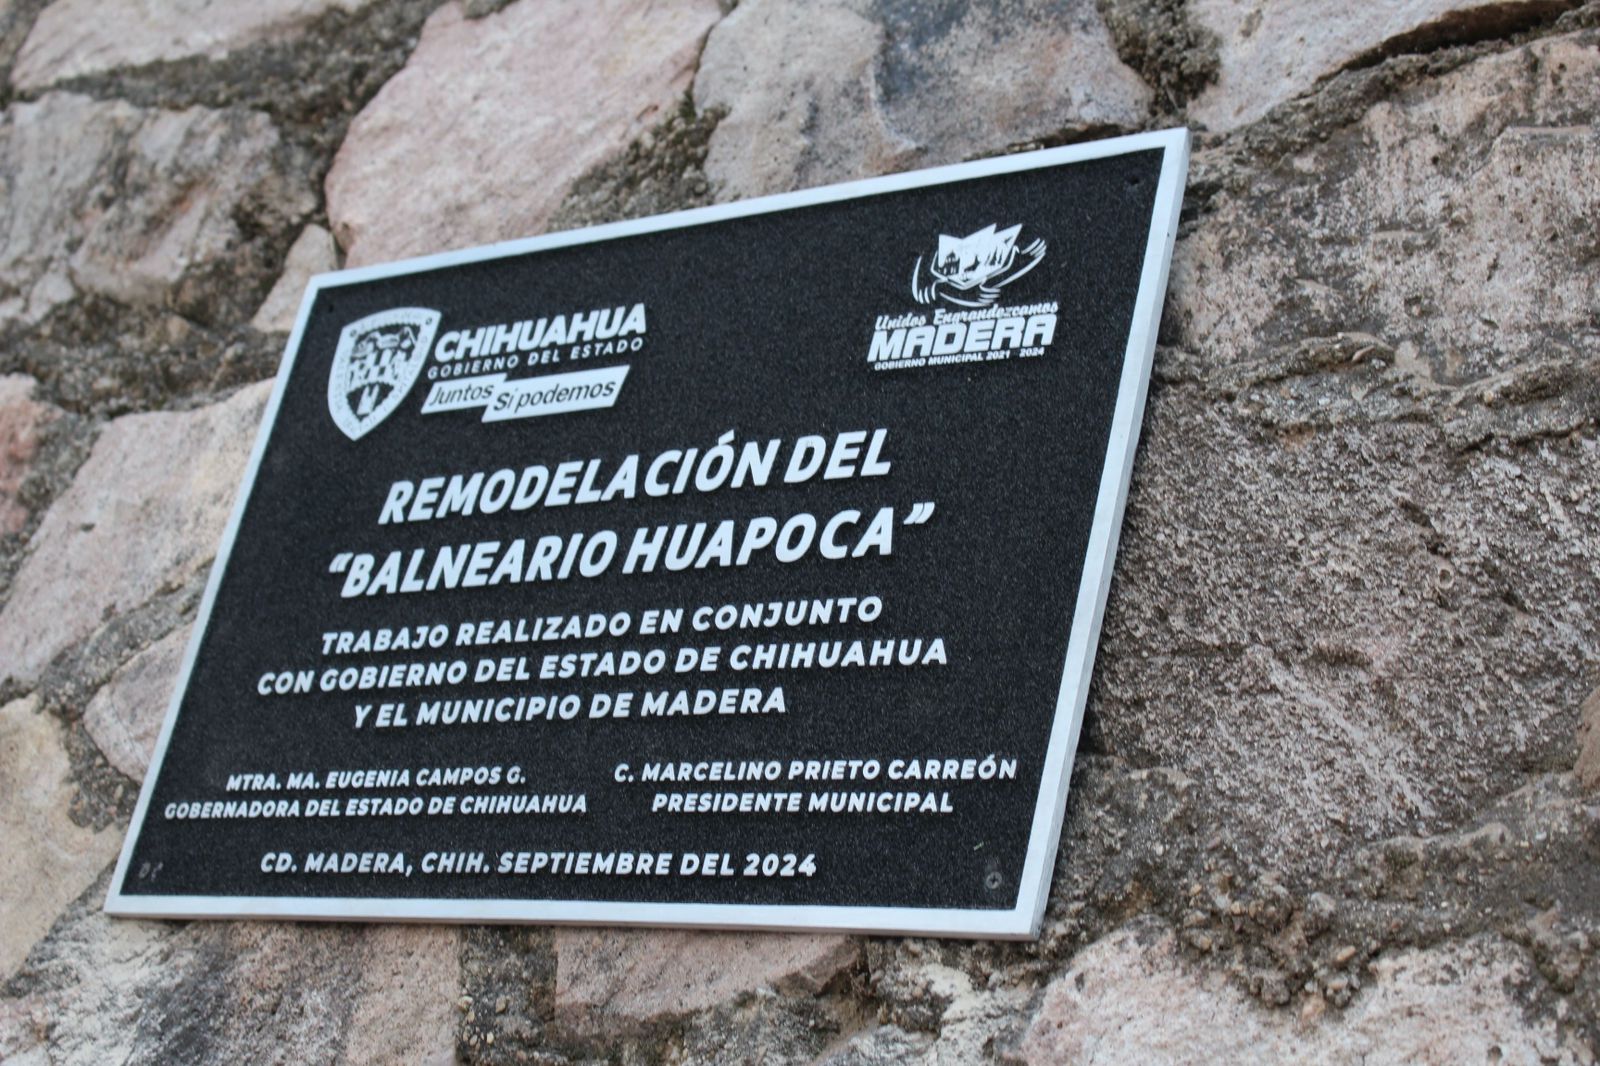 CHIHUAHUA
GOBIERNO DEL ESTADO
Juntos Sí podemos
Unidos Engrandezcamos
MADERA
GOBIERNO MUNICIPAL 2021 2024
REMODELACIÓN DEL
“BALNEARIO HUAPOCA”
TRABAJO REALIZADO EN CONJUNTO
CON GOBIERNO DEL ESTADO DE CHIHUAHUA
Y EL MUNICIPIO DE MADERA
MTRA. MA. EUGENIA CAMPOS G.
GOBERNADORA DEL ESTADO DE CHIHUAHUA
C. MARCELINO PRIETO CARREÓN
PRESIDENTE MUNICIPAL
CD. MADERA, CHIH. SEPTIEMBRE DEL 2024